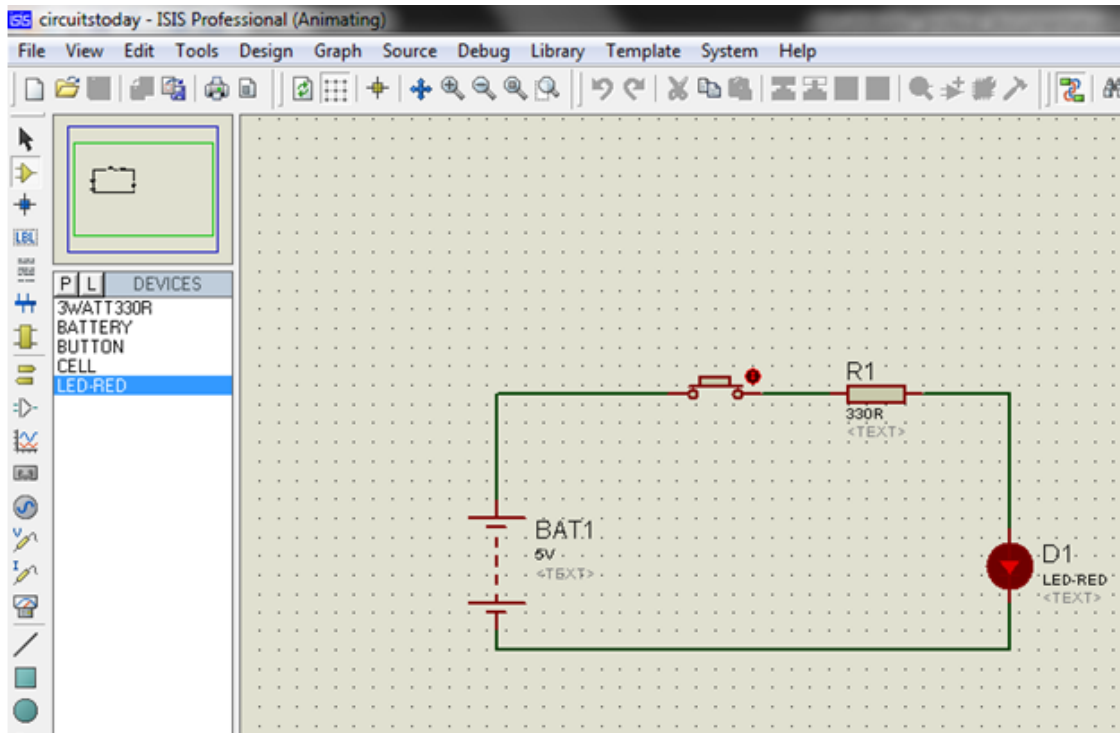 isis circuitstoday - ISIS Professional (Animating)
File View Edit Tools Design Graph Source Debug Library Template System Help
LBL
P L DEVICES
3WATT330R
BATTERY
BUTTON
CELL
LED-RED
R1
330R
<TEXT>
BAT1
5V
<TEXT>
D1
LED-RED
<TEXT>
V
I